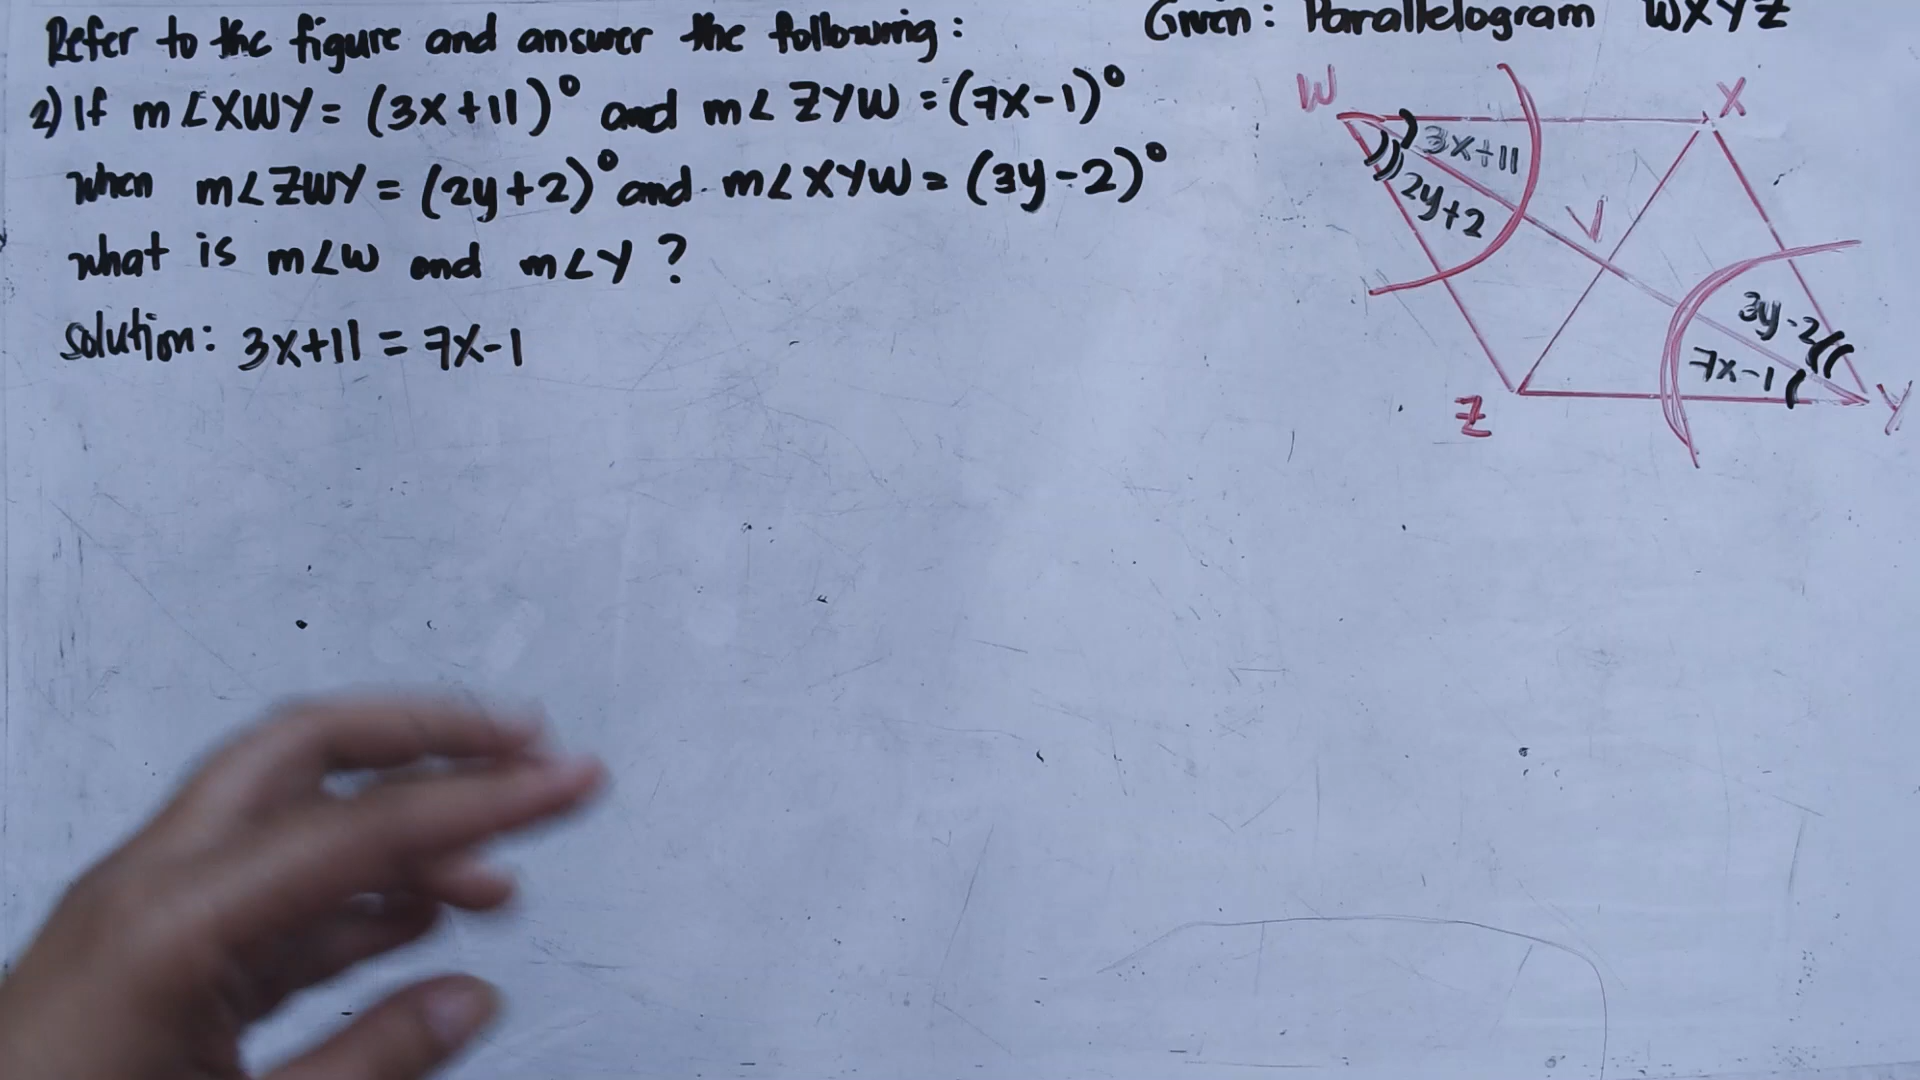 Refer to the figure and answer the following:
2) If m∠XWY = (3x+11)° and m∠ZYW = (7x-1)°
when m∠ZWY = (2y+2)° and m∠XYW = (3y-2)°
what is m∠W and m∠Y ?
Solution: 3x+11 = 7x-1
Given: Parallelogram WXYZ
W
X
3x+11
2y+2
V
3y-2
7x-1
Z
Y